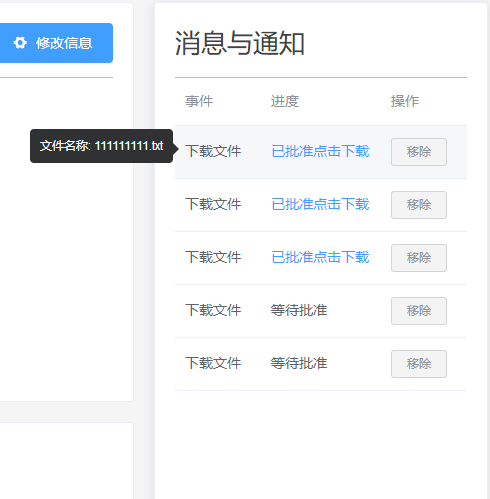 修改信息
消息与通知
事件 进度 操作
文件名称: 111111111.txt
下载文件 已批准点击下载 移除
下载文件 已批准点击下载 移除
下载文件 已批准点击下载 移除
下载文件 等待批准 移除
下载文件 等待批准 移除